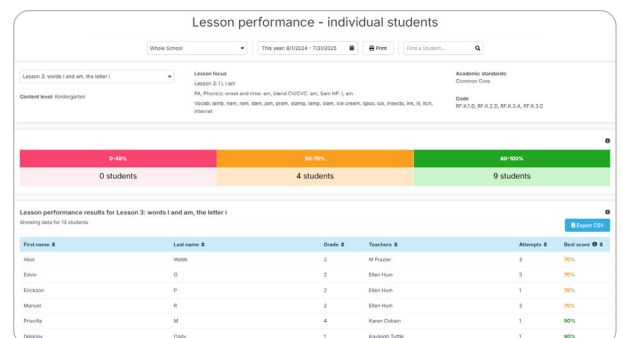 Lesson performance - individual students
Whole School
This year: 8/1/2024 - 7/31/2025
Print
Find a Student...
Lesson 3: words I and am, the letter i
Content level: Kindergarten
Lesson focus
Lesson 3: I i, I am
PA, Phonics: onset and rime: am, blend CV/CVC: am, Sam HF: I, am
Vocab: lamb, ham, ram, dam, jam, pram, stamp, lamp, clam, ice cream, igloo, ice, insects, ink, ill, itch, internet
Academic standards:
Common Core
Code
RF.K.1.D, RF.K.2.D, RF.K.3.A, RF.K.3.C
0-49% 50-79% 80-100%
0 students 4 students 9 students
Lesson performance results for Lesson 3: words I and am, the letter i
Showing data for 13 students
Export CSV
First name Last name Grade Teachers Attempts Best score
Abel Webb 2 M Frazier 3 70%
Edvin O 2 Ellen Hum 3 70%
Erickson P 2 Ellen Hum 1 70%
Manuel R 2 Ellen Hum 3 70%
Priscilla M 4 Karen Cobain 1 90%
Delaney Cady 1 Kayleigh Tuttle 1 90%